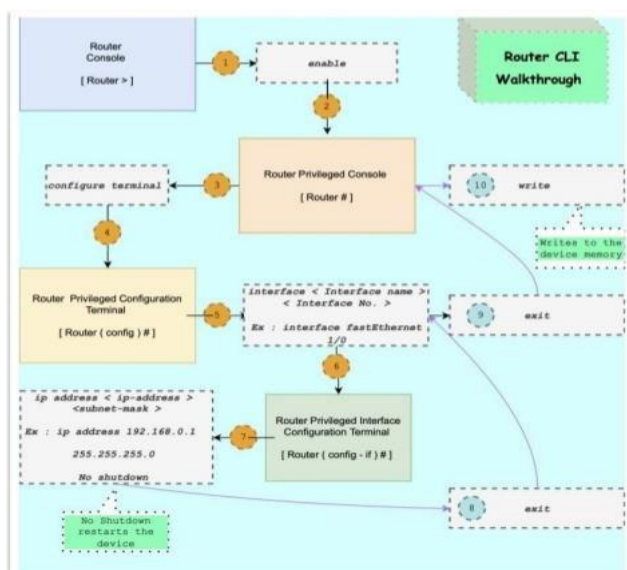 Router
Console
[ Router > ]
1
enable
Router CLI
Walkthrough
2
Router Privileged Console
[ Router # ]
3
configure terminal
10
write
Writes to the
device memory
4
Router Privileged Configuration
Terminal
[ Router ( config ) # ]
5
interface < Interface name >
< Interface No. >
Ex : interface fastEthernet
1/0
9
exit
6
ip address < ip-address >
<subnet-mask >
Ex : ip address 192.168.0.1
255.255.255.0
No shutdown
7
Router Privileged Interface
Configuration Terminal
[ Router ( config - if ) # ]
No Shutdown
restarts the
device
8
exit